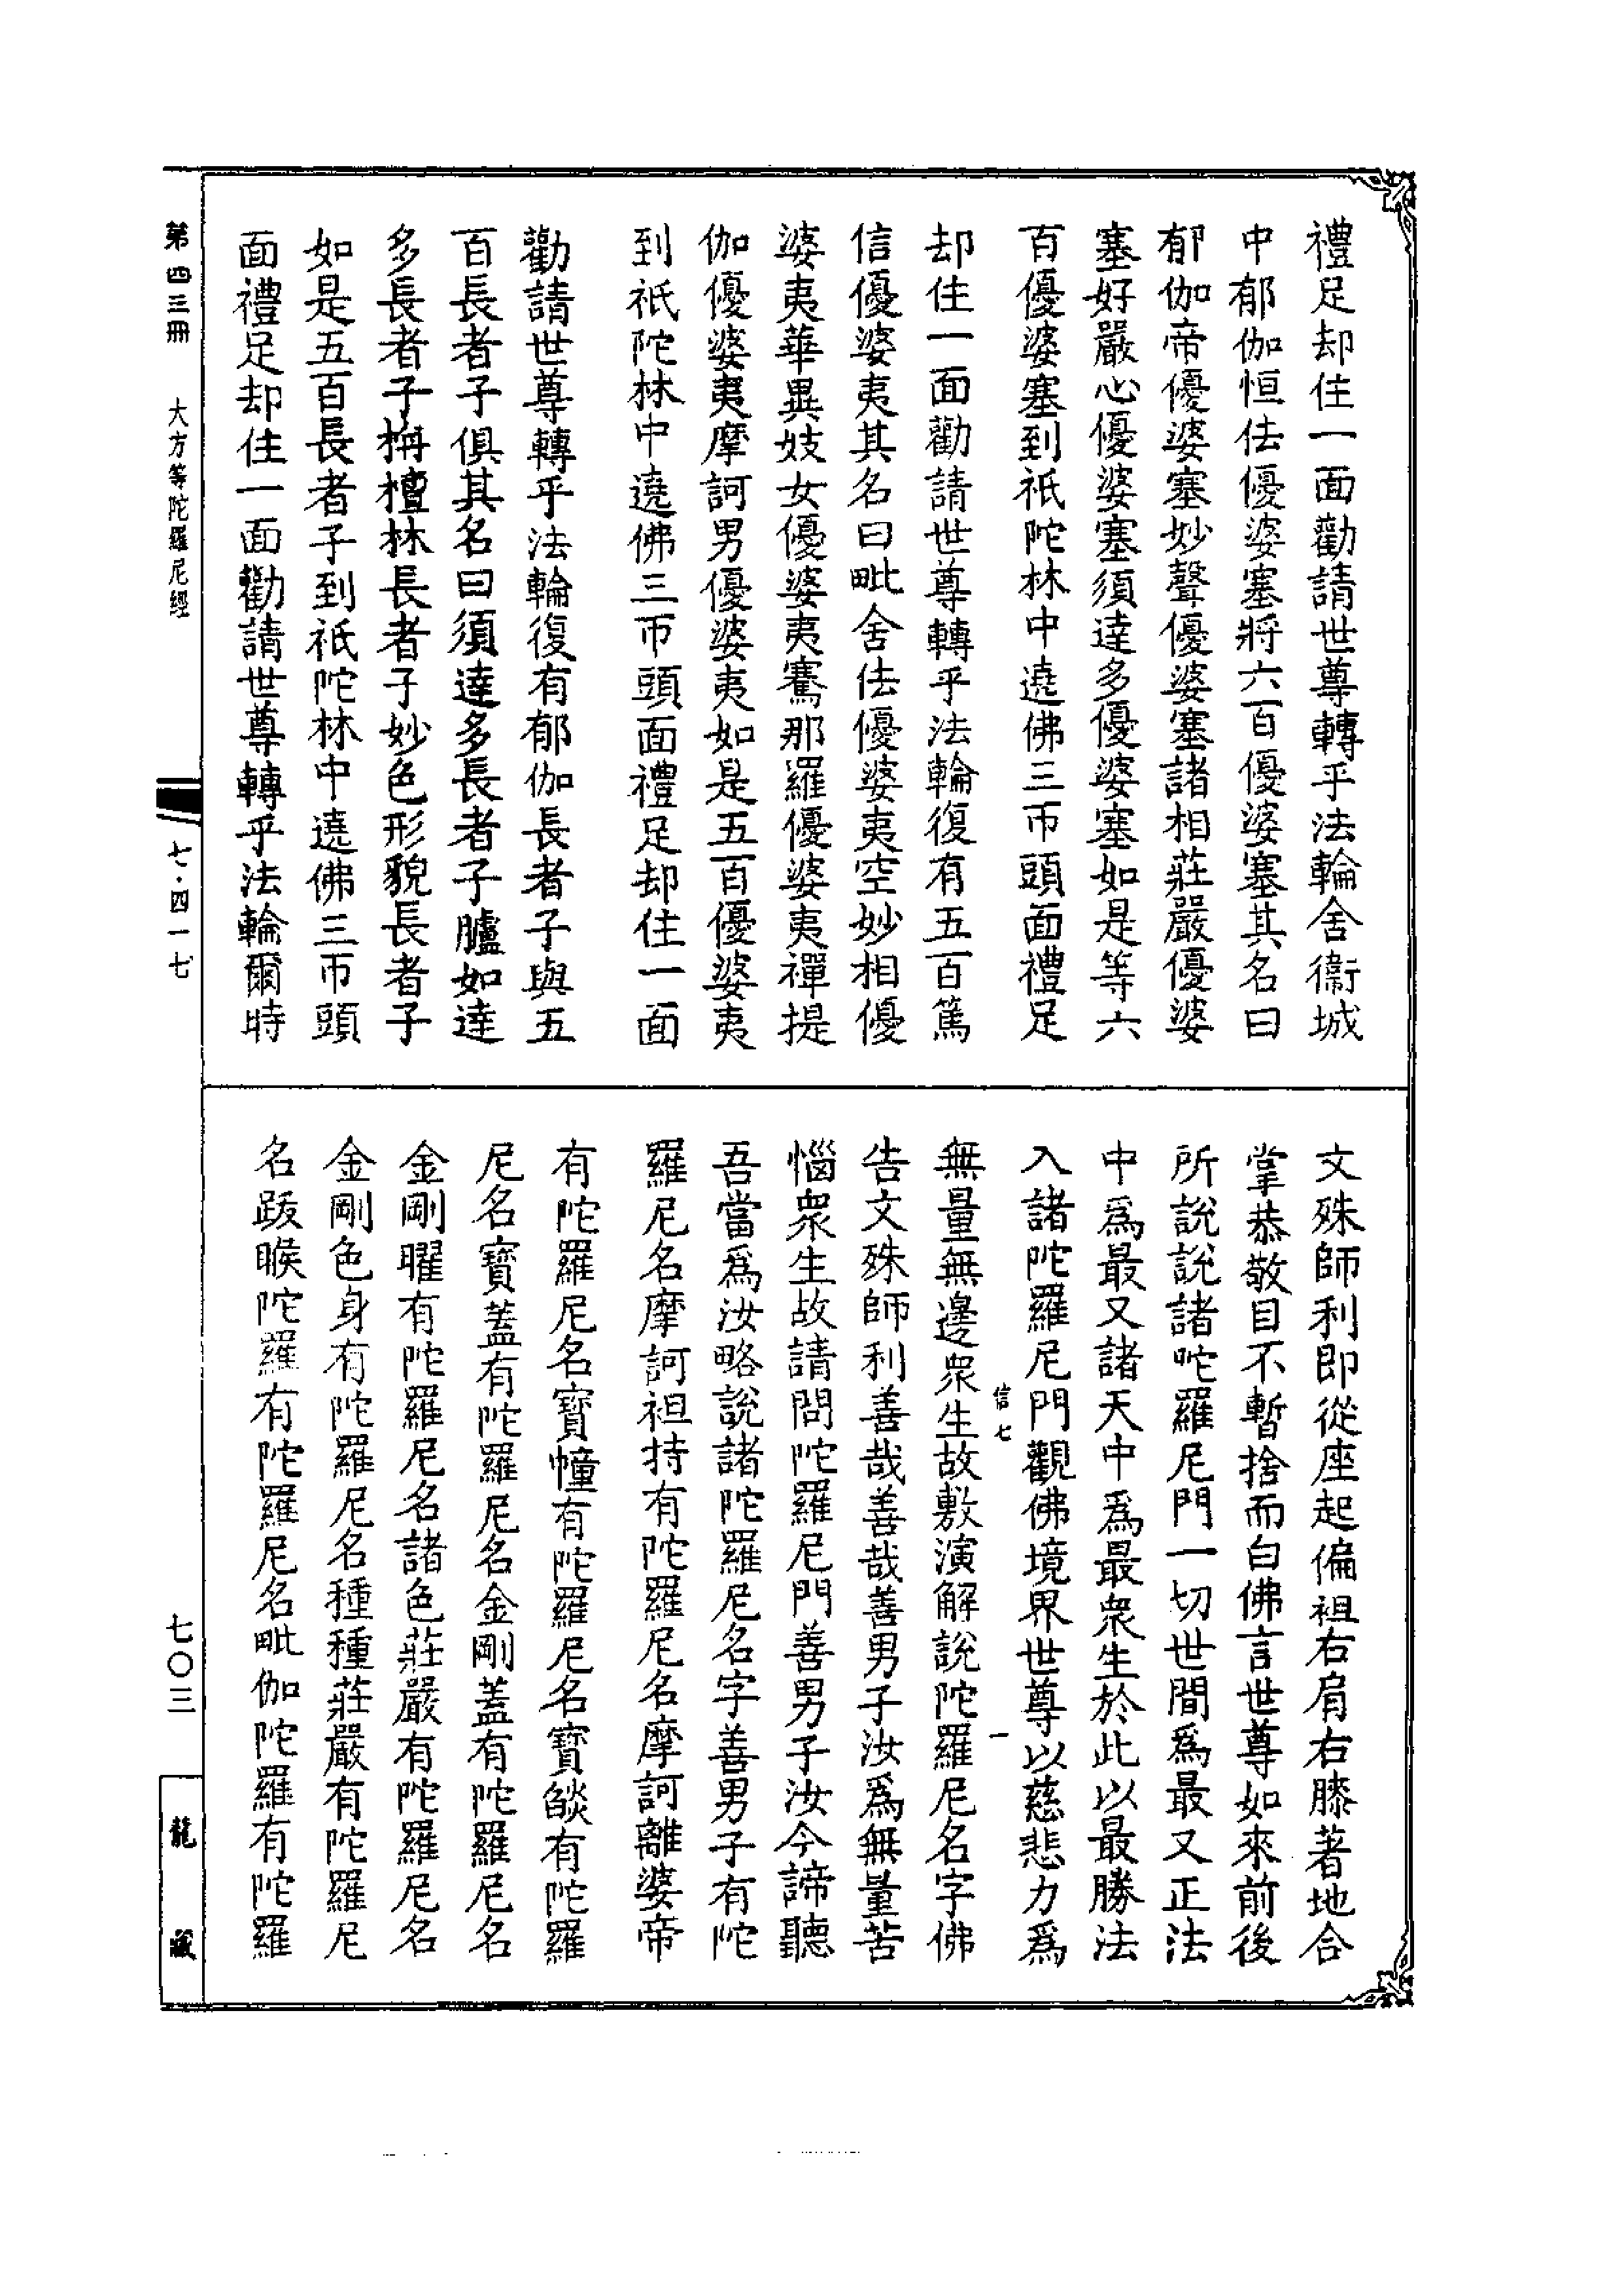 禮足却住一面勸請世尊轉乎法輪舍衞城
中郁伽恒佉優婆塞將六百優婆塞其名曰
郁伽帝優婆塞妙聲優婆塞諸相莊嚴優婆
塞好嚴心優婆塞須達多優婆塞如是等六
百優婆塞到祇陀林中遶佛三帀頭面禮足
却住一面勸請世尊轉乎法輪復有五百篤
信優婆夷其名曰毗舍佉優婆夷空妙相優
婆夷華異妓女優婆夷騫那羅優婆夷禪提
伽優婆夷摩訶男優婆夷如是五百優婆夷
到祇陀林中遶佛三帀頭面禮足却住一面
勸請世尊轉乎法輪復有郁伽長者子與五
百長者子俱其名曰須達多長者子臚如達
多長者子栴檀林長者子妙色形貌長者子
如是五百長者子到祇陀林中遶佛三帀頭
面禮足却住一面勸請世尊轉乎法輪爾時
文殊師利即從座起偏袒右肩右膝著地合
掌恭敬目不暫捨而白佛言世尊如來前後
所說說諸陀羅尼門一切世間爲最又正法
中爲最又諸天中爲最衆生於此以最勝法
入諸陀羅尼門觀佛境界世尊以慈悲力爲
信七 一
無量無邊衆生故敷演解說陀羅尼名字佛
告文殊師利善哉善哉善男子汝爲無量苦
惱衆生故請問陀羅尼門善男子汝今諦聽
吾當爲汝略說諸陀羅尼名字善男子有陀
羅尼名摩訶袒持有陀羅尼名摩訶離婆帝
有陀羅尼名寶幢有陀羅尼名寶燄有陀羅
尼名寶蓋有陀羅尼名金剛蓋有陀羅尼名
金剛曜有陀羅尼名諸色莊嚴有陀羅尼名
金剛色身有陀羅尼名種種莊嚴有陀羅尼
名跋睺陀羅有陀羅尼名毗伽陀羅有陀羅
第四三冊 大方等陀羅尼經 七·四一七 七〇三 龍藏